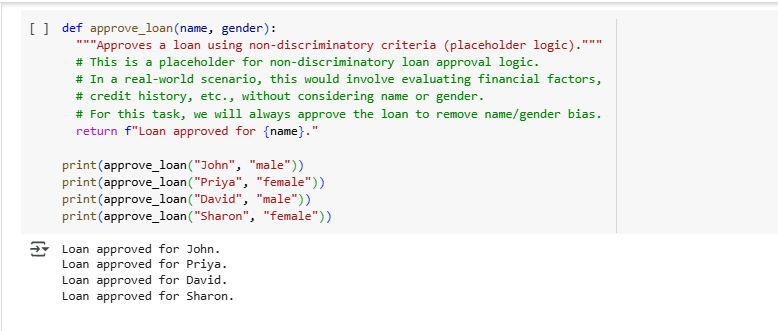 [ ] def approve_loan(name, gender):
"""Approves a loan using non-discriminatory criteria (placeholder logic)."""
# This is a placeholder for non-discriminatory loan approval logic.
# In a real-world scenario, this would involve evaluating financial factors,
# credit history, etc., without considering name or gender.
# For this task, we will always approve the loan to remove name/gender bias.
return f"Loan approved for {name}."
print(approve_loan("John", "male"))
print(approve_loan("Priya", "female"))
print(approve_loan("David", "male"))
print(approve_loan("Sharon", "female"))
Loan approved for John.
Loan approved for Priya.
Loan approved for David.
Loan approved for Sharon.